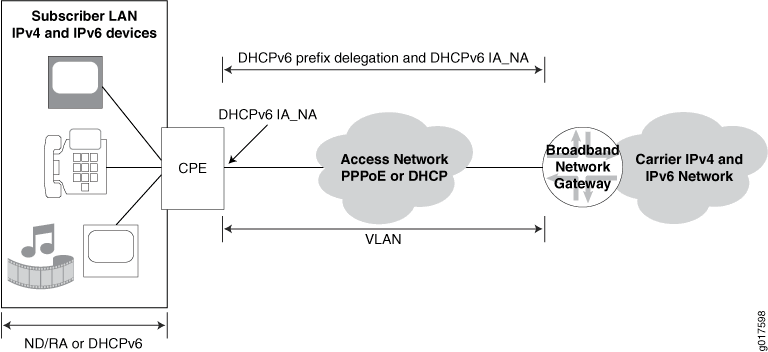 Subscriber LAN
IPv4 and IPv6 devices
DHCPv6 prefix delegation and DHCPv6 IA_NA
DHCPv6 IA_NA
CPE
Access Network
PPPoE or DHCP
Broadband
Network
Gateway
Carrier IPv4 and
IPv6 Network
VLAN
ND/RA or DHCPv6
g017598